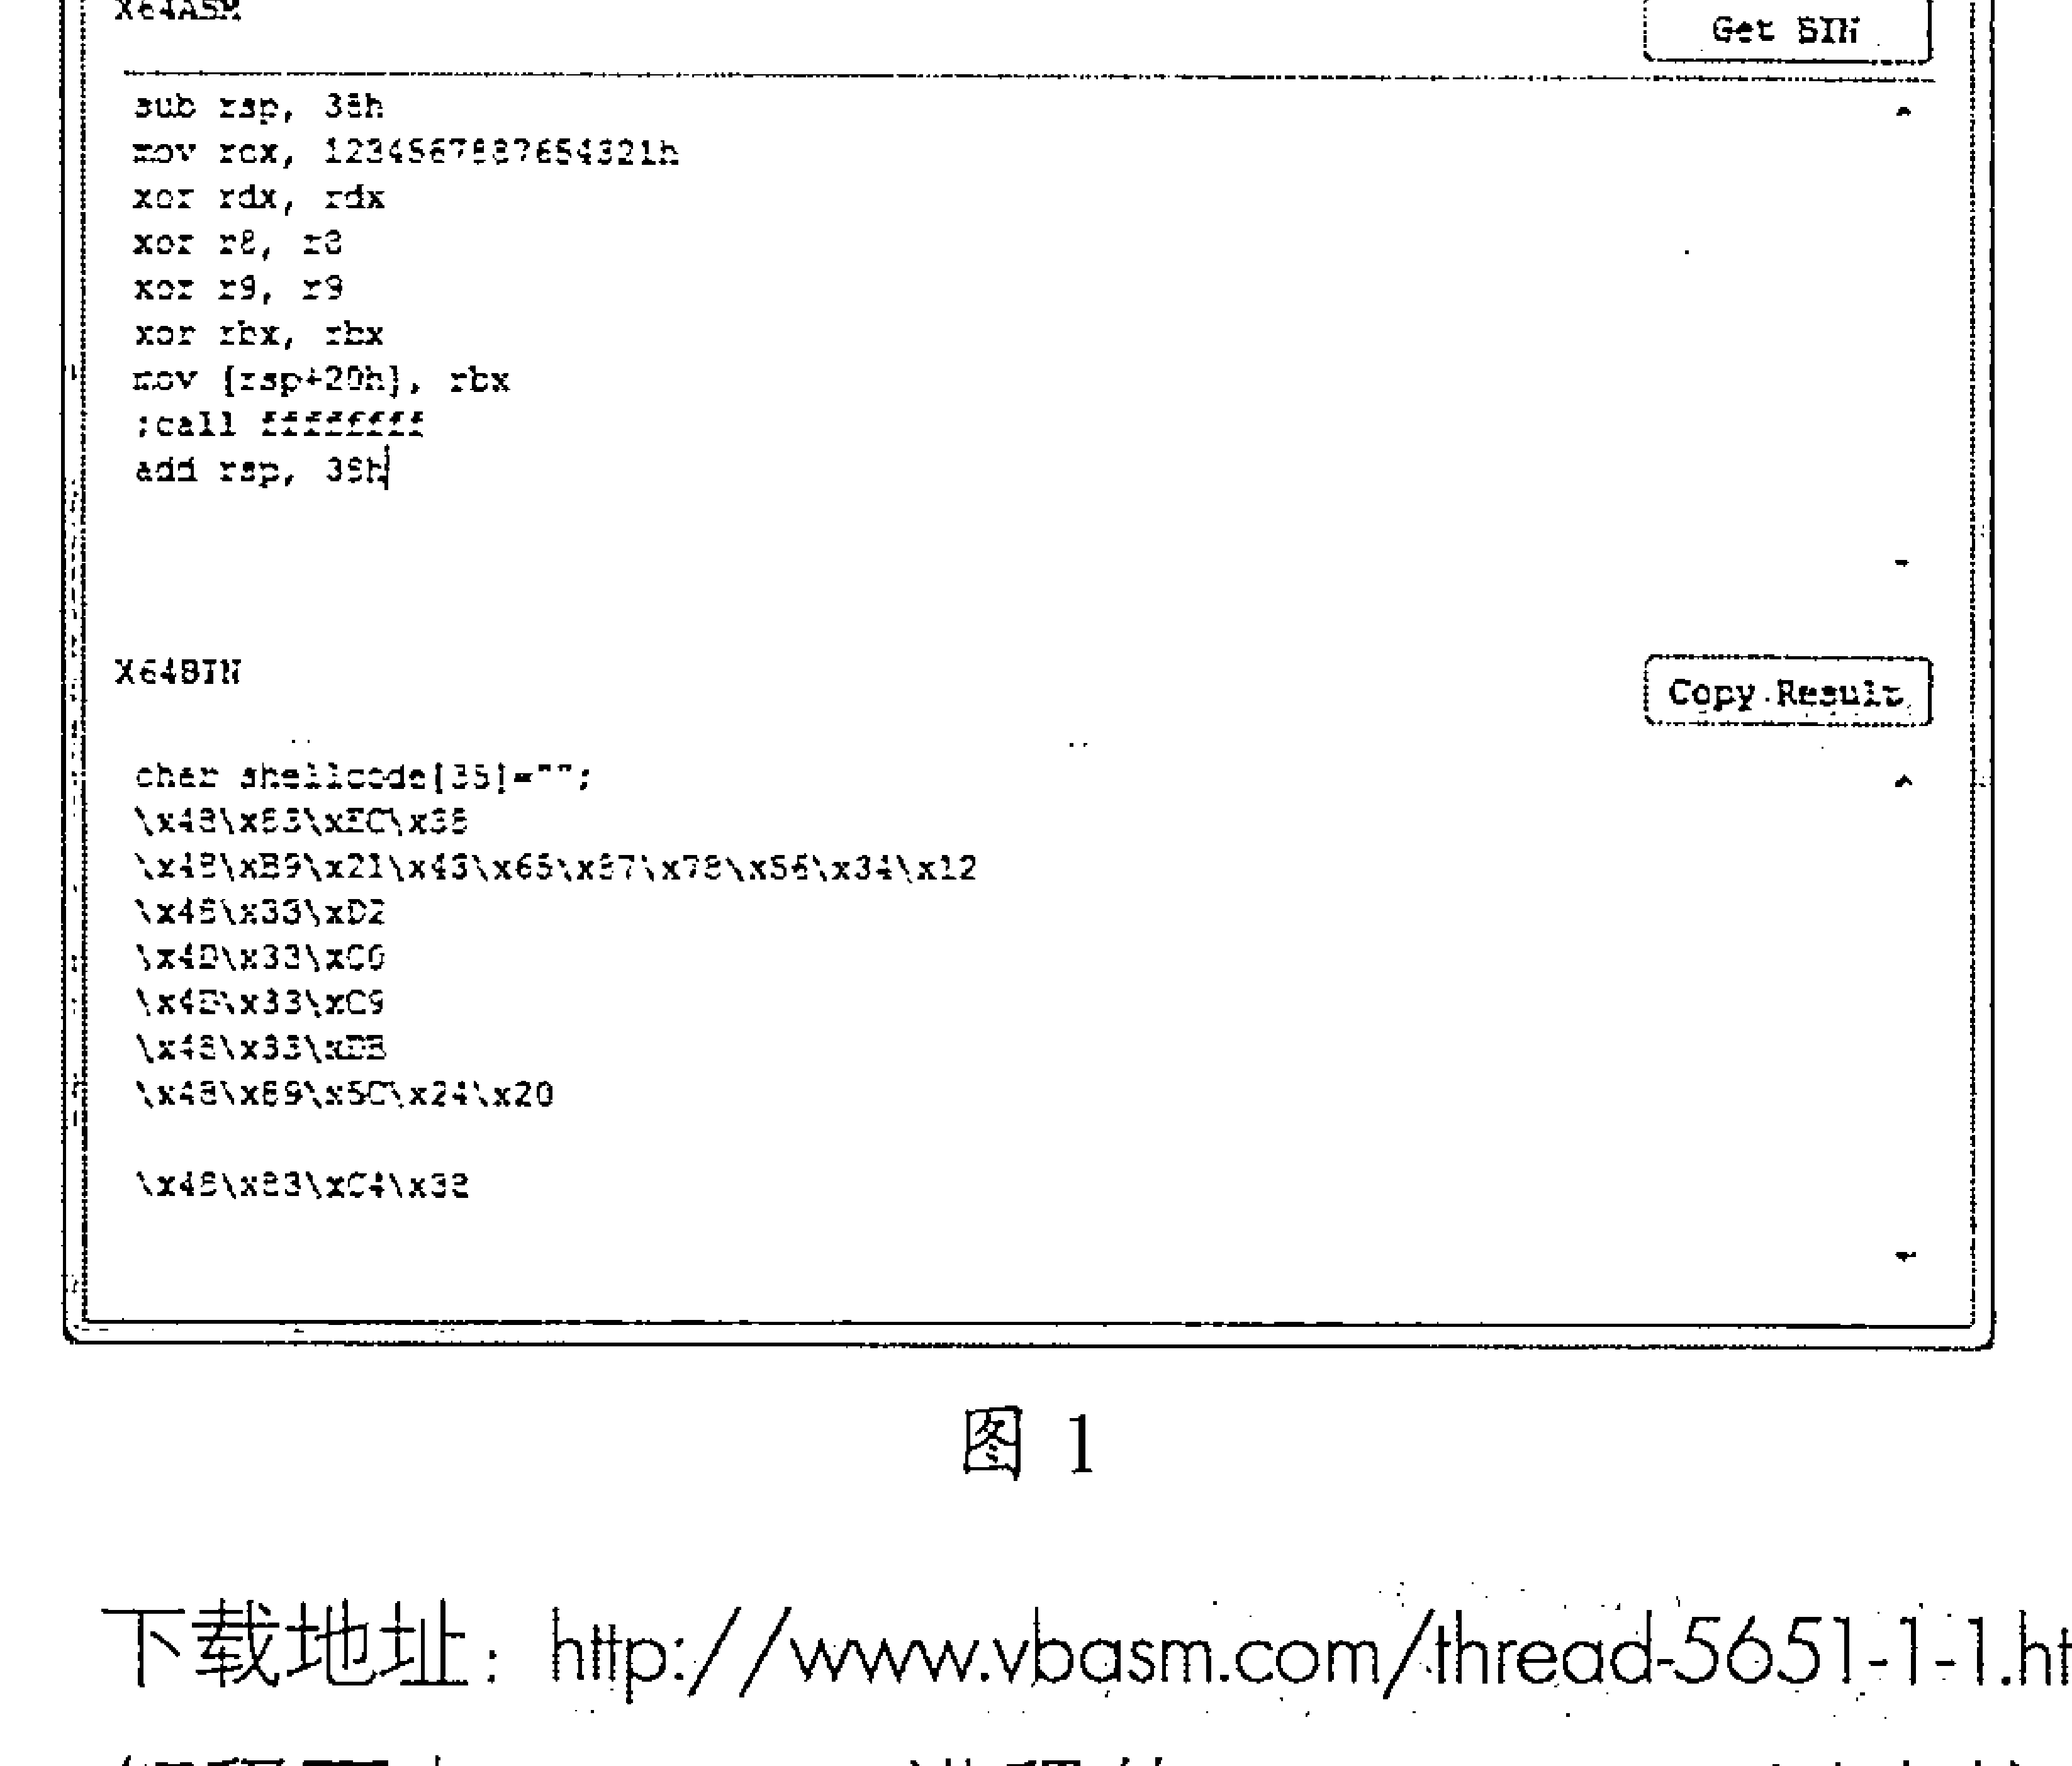 X64ASM
Get BIN
sub rsp, 38h
mov rcx, 1234567887654321h
xor rdx, rdx
xor r8, r8
xor r9, r9
xor rbx, rbx
mov [rsp+20h], rbx
;call ffffffff
add rsp, 38h
X64BIN
Copy Result
char shellcode[35]="";
\x48\x83\xEC\x38
\x48\xB9\x21\x43\x65\x87\x78\x56\x34\x12
\x48\x33\xD2
\x4D\x33\xC0
\x4D\x33\xC9
\x48\x33\xDB
\x48\x89\x5C\x24\x20
\x48\x83\xC4\x38
图 1
下载地址：http://www.vbasm.com/thread-5651-1-1.ht